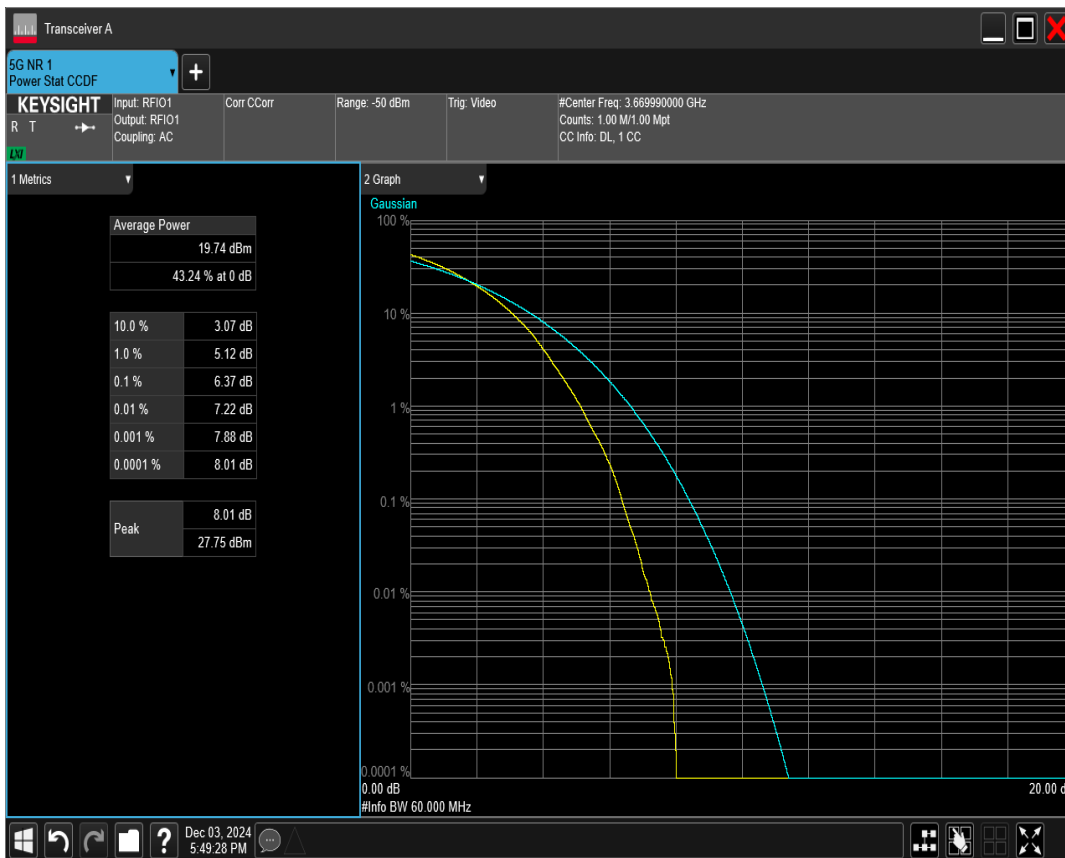 Transceiver A
5G NR 1
Power Stat CCDF
KEYSIGHT
R T
LXI
Input: RFIO1
Output: RFIO1
Coupling: AC
Corr CCorr
Range: -50 dBm
Trig: Video
#Center Freq: 3.669990000 GHz
Counts: 1.00 M/1.00 Mpt
CC Info: DL, 1 CC
1 Metrics
Average Power
19.74 dBm
43.24 % at 0 dB
10.0 % 3.07 dB
1.0 % 5.12 dB
0.1 % 6.37 dB
0.01 % 7.22 dB
0.001 % 7.88 dB
0.0001 % 8.01 dB
Peak
8.01 dB
27.75 dBm
2 Graph
Gaussian
100 %
10 %
1 %
0.1 %
0.01 %
0.001 %
0.0001 %
0.00 dB
20.00 d
#Info BW 60.000 MHz
?
Dec 03, 2024
5:49:28 PM